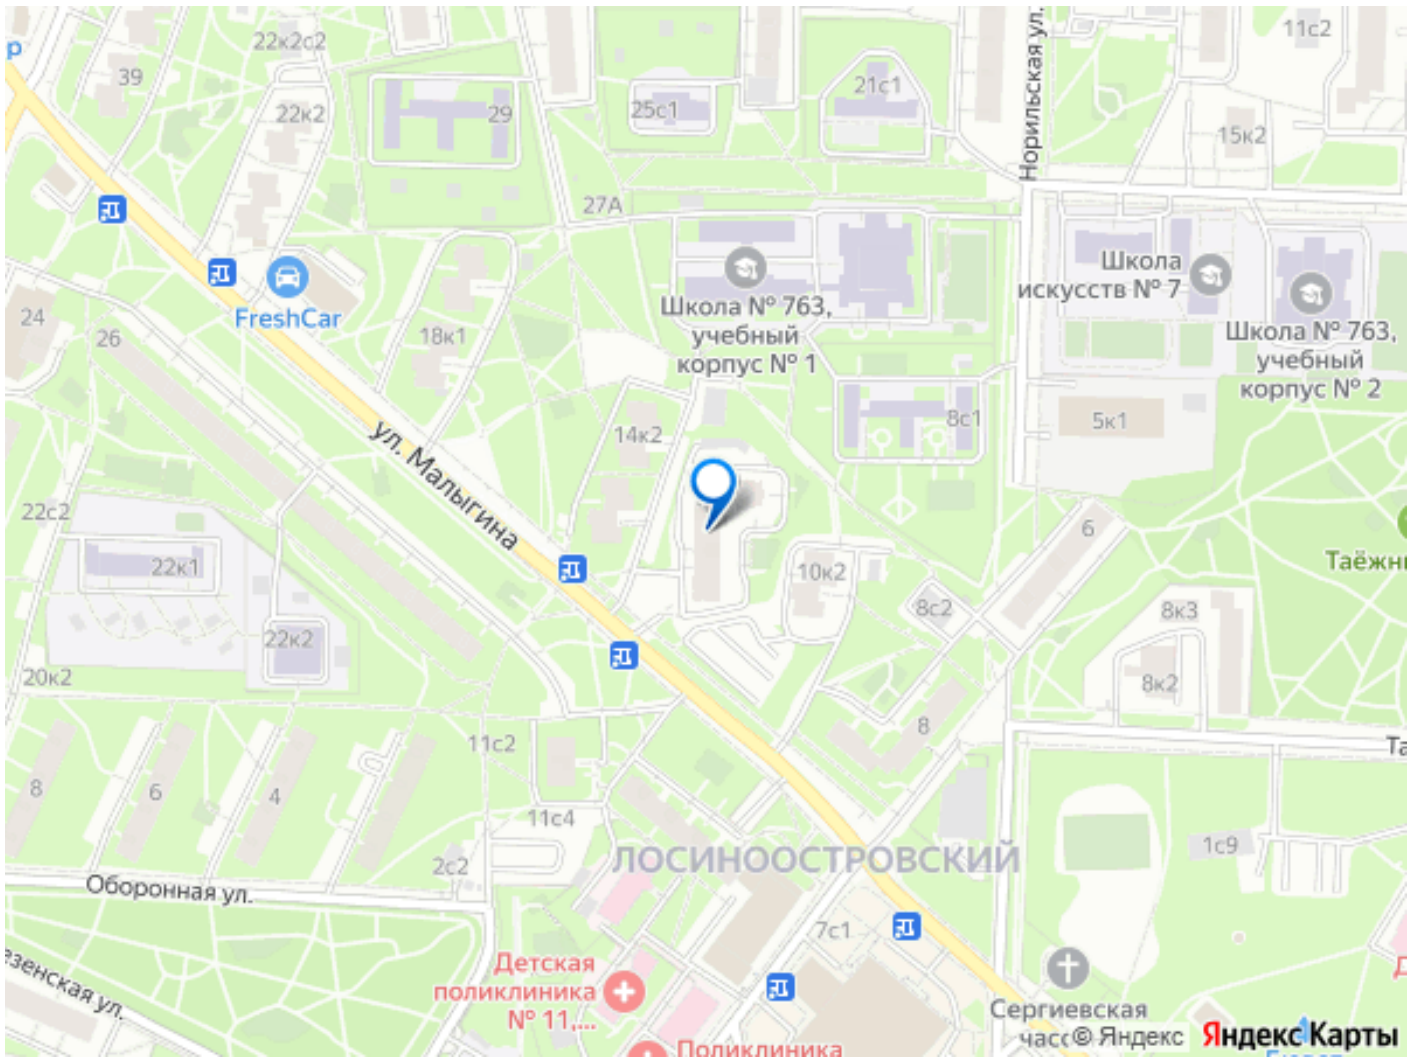 р
39
22к2с2
22к2
29
25с1
21с1
Норильская ул.
11с2
15к2
27А
Школа № 763,
учебный
корпус № 1
Школа
искусств № 7
Школа № 763,
учебный
корпус № 2
24
26
FreshCar
18к1
14к2
ул. Малыгина
8с1
5к1
22с2
22к1
22к2
20к2
10к2
8с2
6
Таёжн
8к3
8к2
8
11с2
8
6
4
11с4
2с2
Оборонная ул.
ЛОСИНООСТРОВСКИЙ
1с9
Та
7с1
Детская
поликлиника
№ 11,...
Поликлиника
Сергиевская
часо
© Яндекс
Яндекс Карты